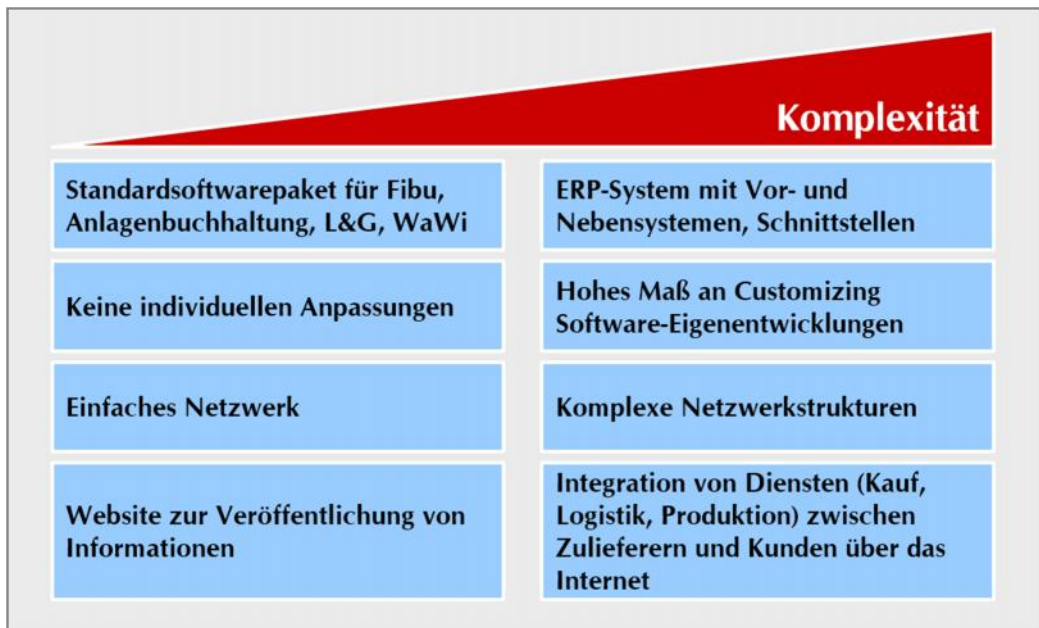 Komplexität
Standardsoftwarepaket für Fibu,
Anlagenbuchhaltung, L&G, WaWi
ERP-System mit Vor- und
Nebensystemen, Schnittstellen
Keine individuellen Anpassungen
Hohes Maß an Customizing
Software-Eigenentwicklungen
Einfaches Netzwerk
Komplexe Netzwerkstrukturen
Website zur Veröffentlichung von
Informationen
Integration von Diensten (Kauf,
Logistik, Produktion) zwischen
Zulieferern und Kunden über das
Internet